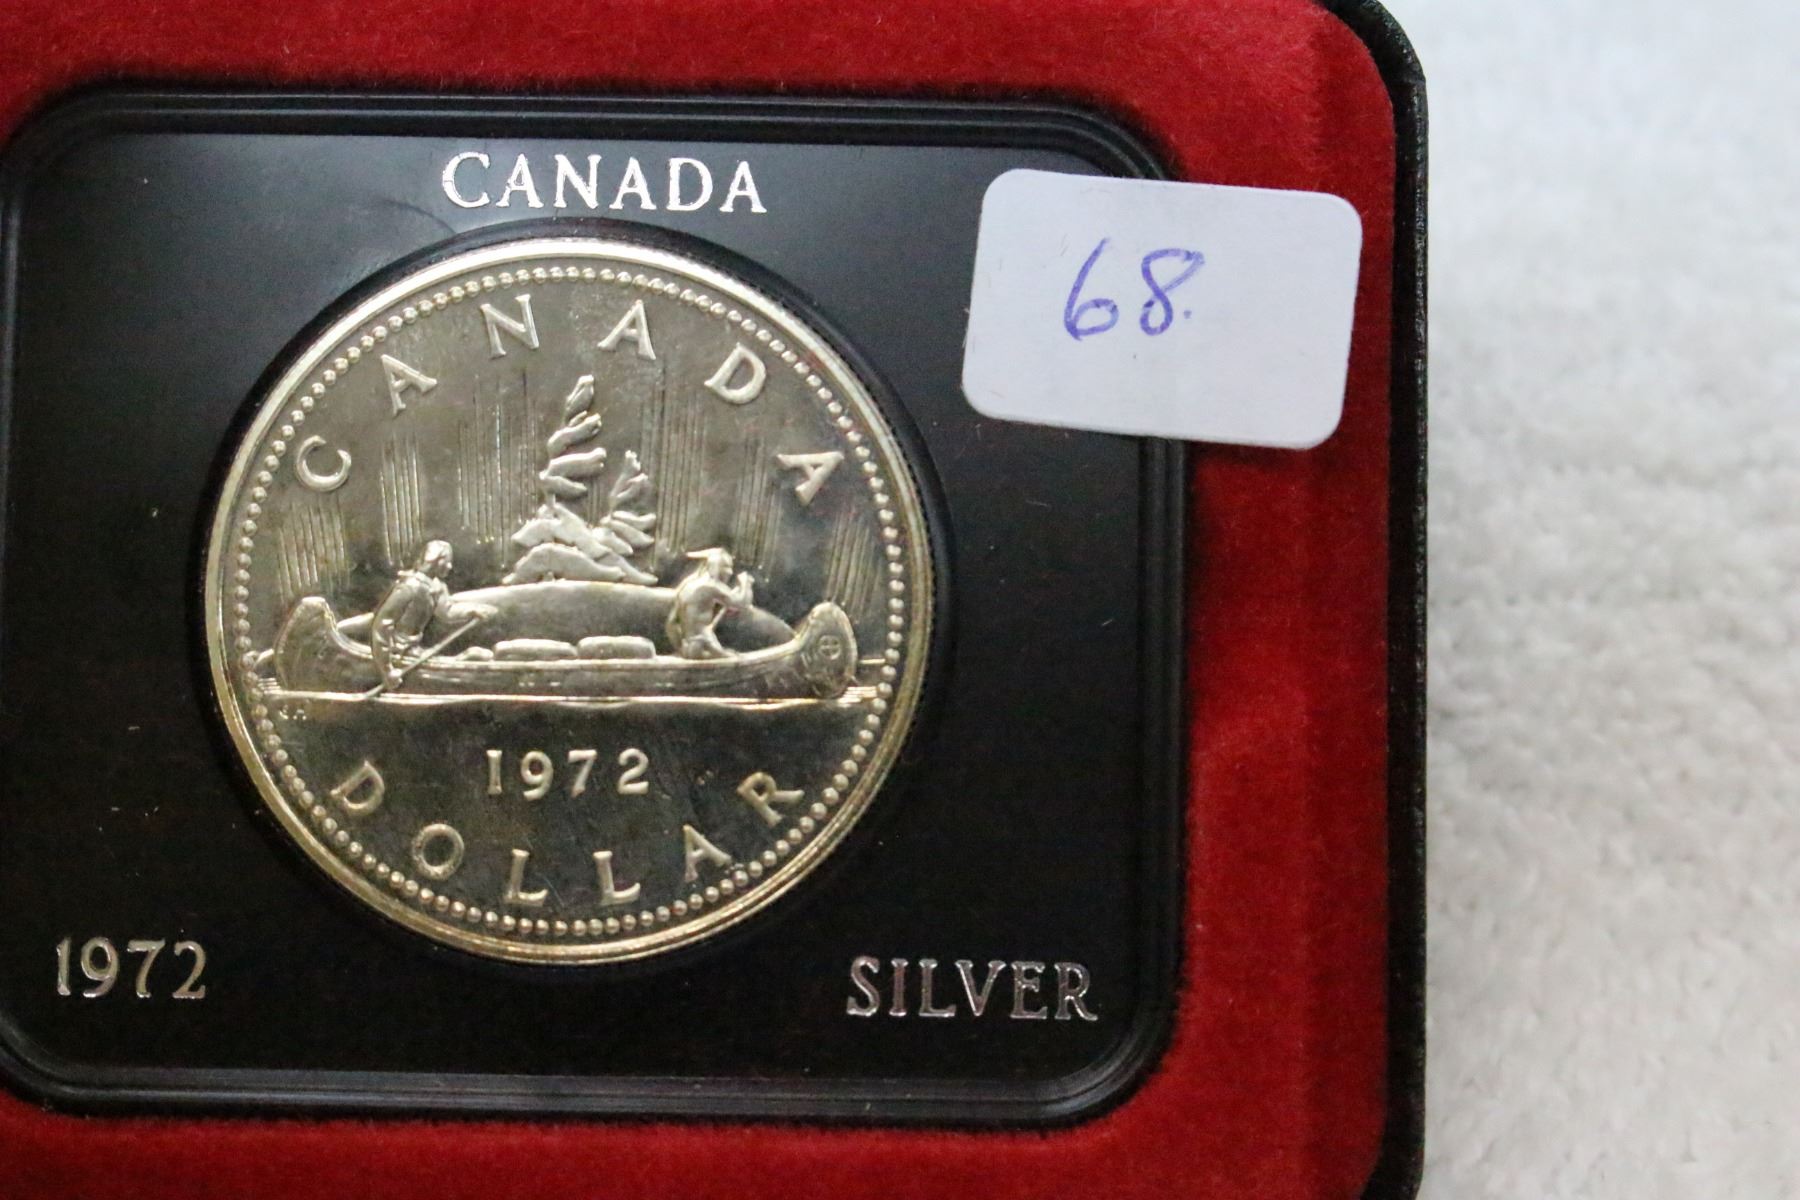 CANADA
68.
CANADA
1972
DOLLAR
1972
SILVER